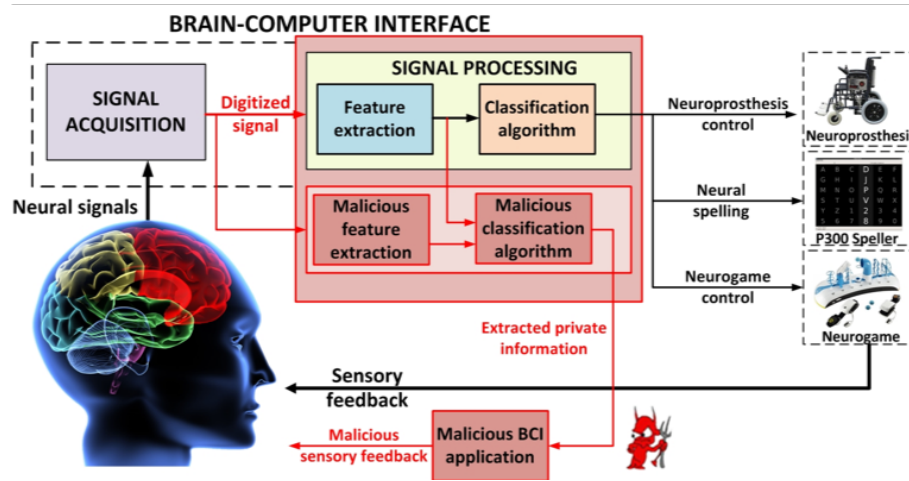 BRAIN-COMPUTER INTERFACE
SIGNAL
ACQUISITION
Digitized
signal
SIGNAL PROCESSING
Feature
extraction
Classification
algorithm
Neuroprosthesis
control
Neuroprosthesi
Neural signals
Malicious
feature
extraction
Malicious
classification
algorithm
Neural
spelling
P300 Speller
Neurogame
control
Neurogame
Extracted private
information
Sensory
feedback
Malicious
sensory feedback
Malicious BCI
application